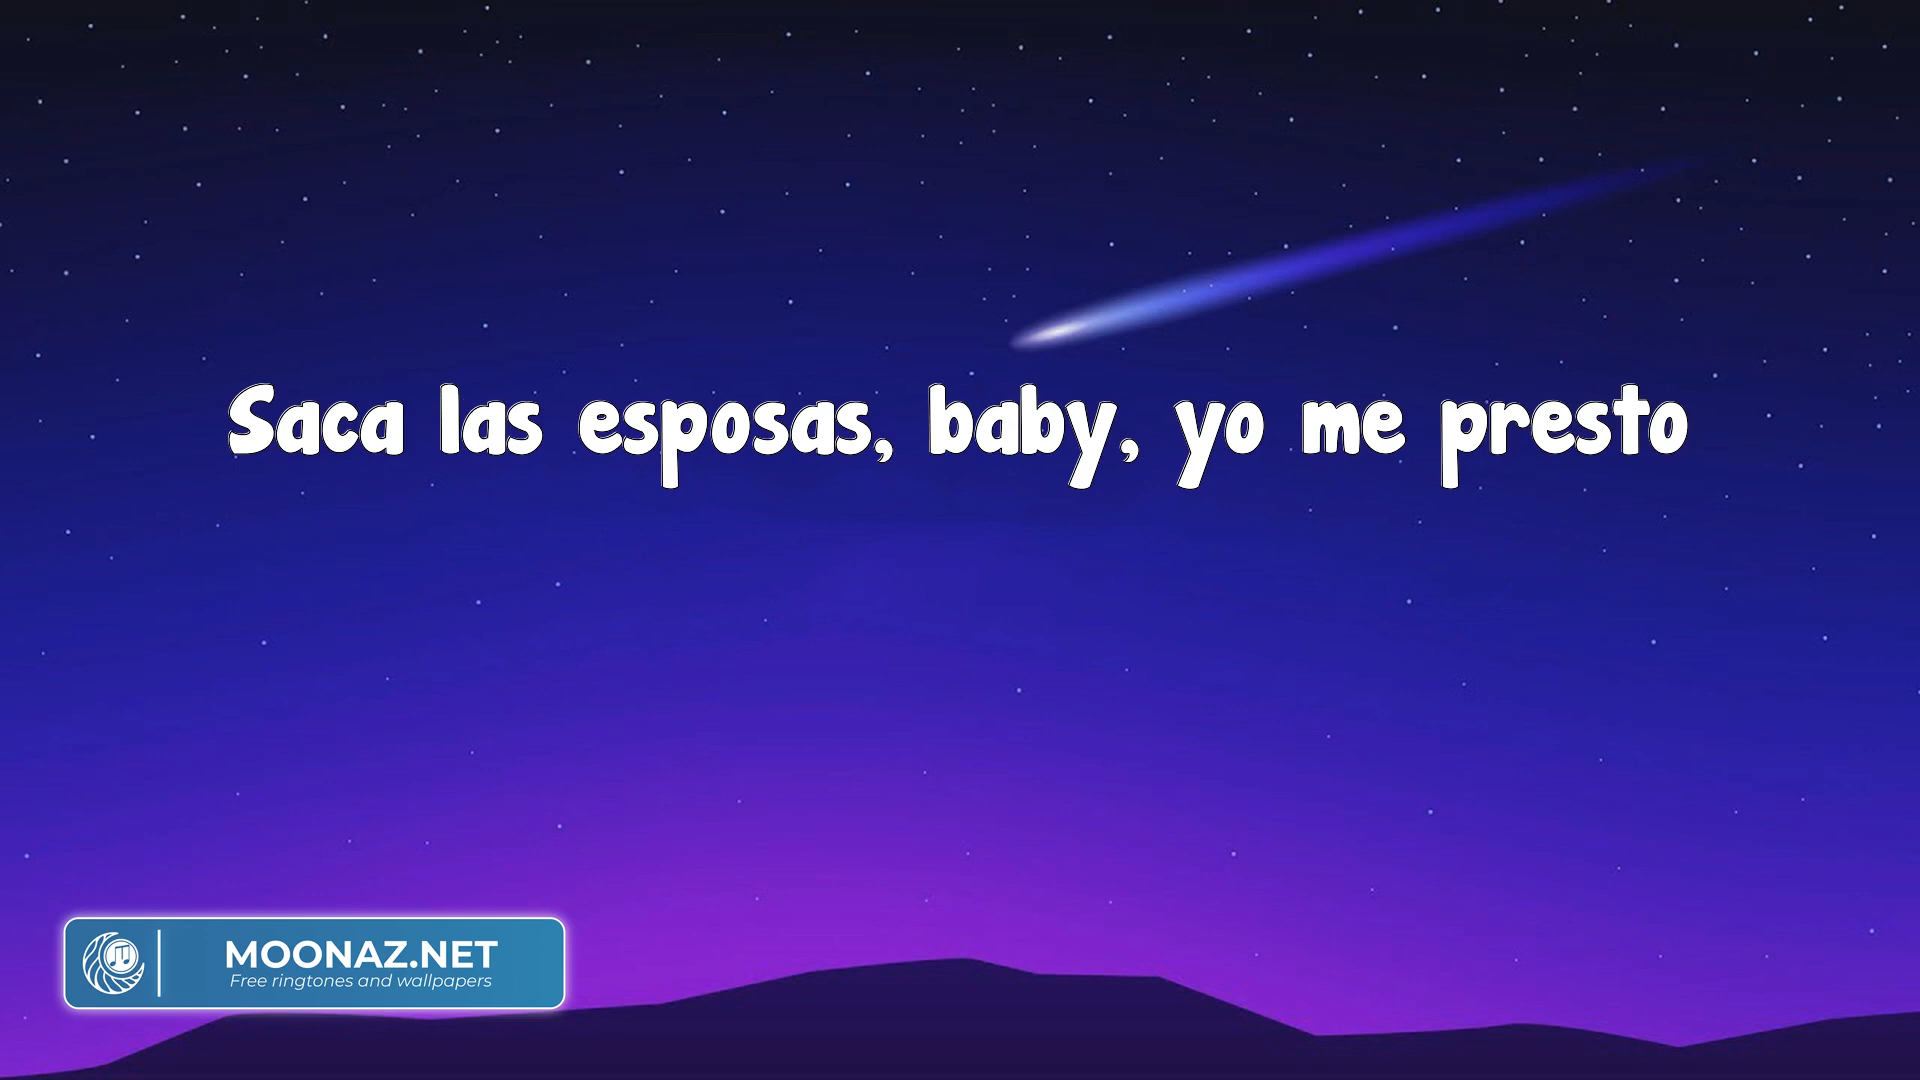 Saca las esposas, baby, yo me presto
MOONAZ.NET
Free ringtones and wallpapers